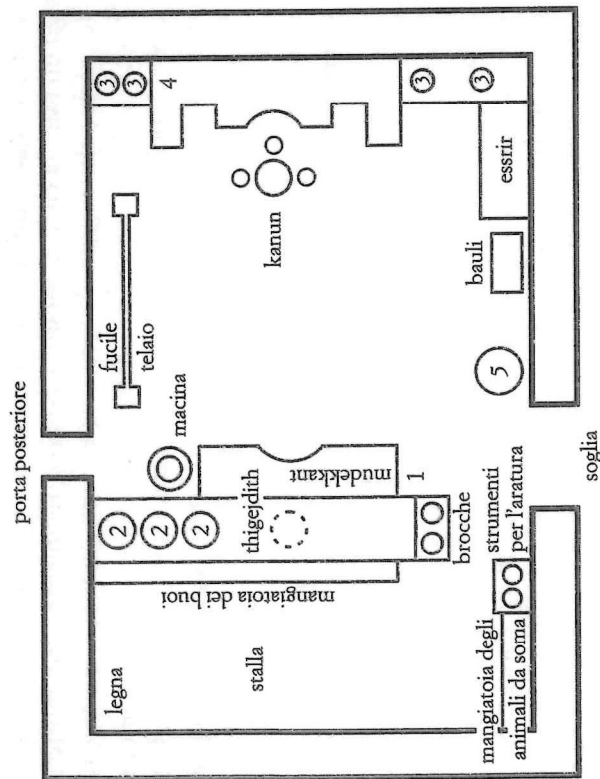 porta posteriore
fucile
telaio
macina
legna
stalla
mangiatoia dei buoi
thigejdith
mudekkant
kanun
bauli
essrir
brocche
strumenti
per l'aratura
mangiatoia degli
animali da soma
soglia
1
2
2
2
3
3
3
3
4
5